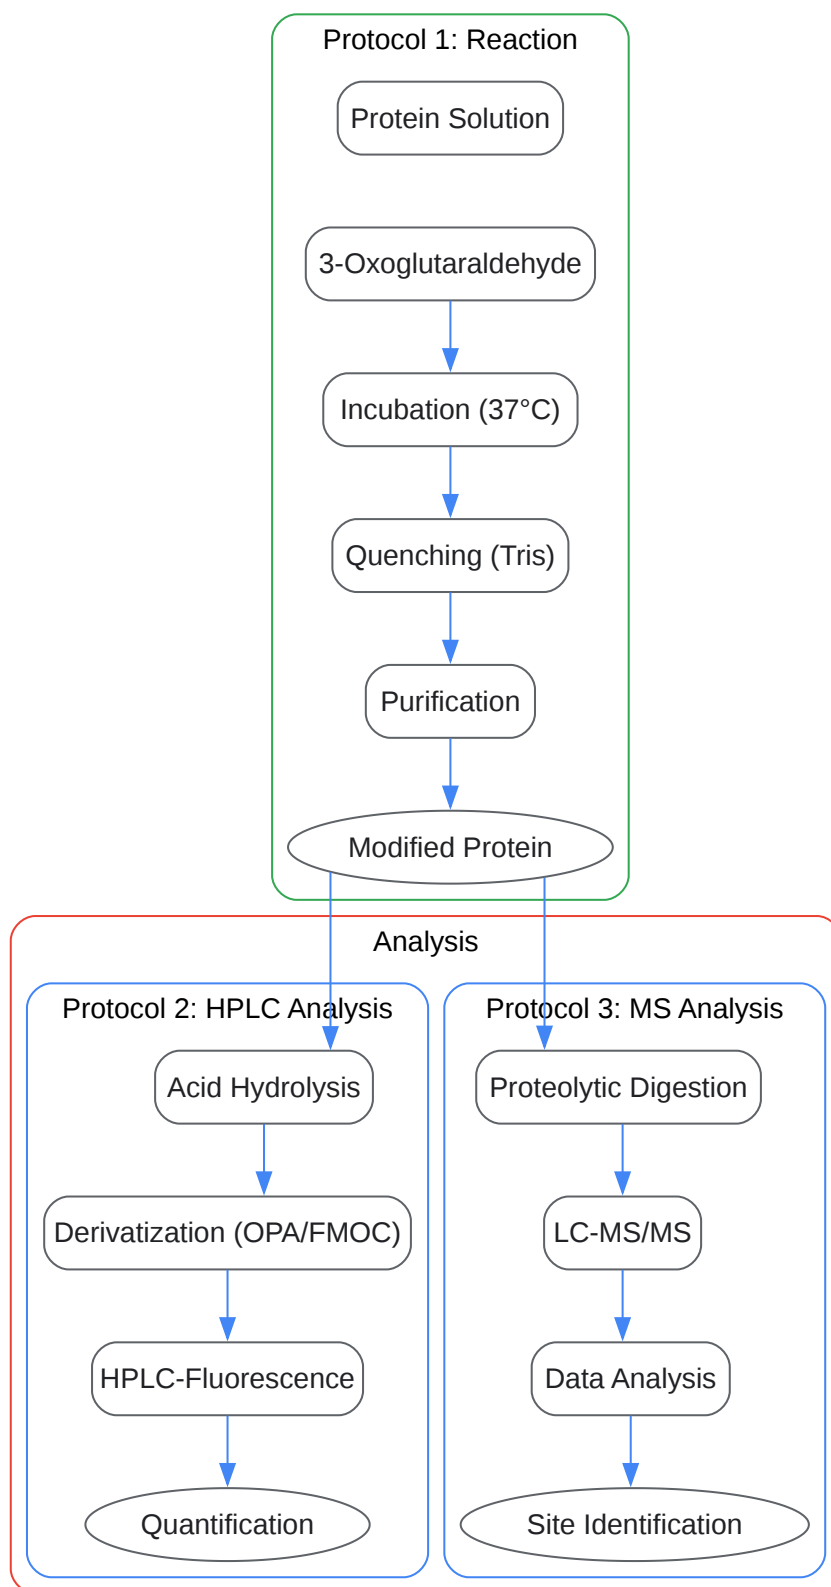 Protocol 1: Reaction
Protein Solution
3-Oxoglutaraldehyde
Incubation (37°C)
Quenching (Tris)
Purification
Modified Protein
Analysis
Protocol 2: HPLC Analysis
Acid Hydrolysis
Derivatization (OPA/FMOC)
HPLC-Fluorescence
Quantification
Protocol 3: MS Analysis
Proteolytic Digestion
LC-MS/MS
Data Analysis
Site Identification